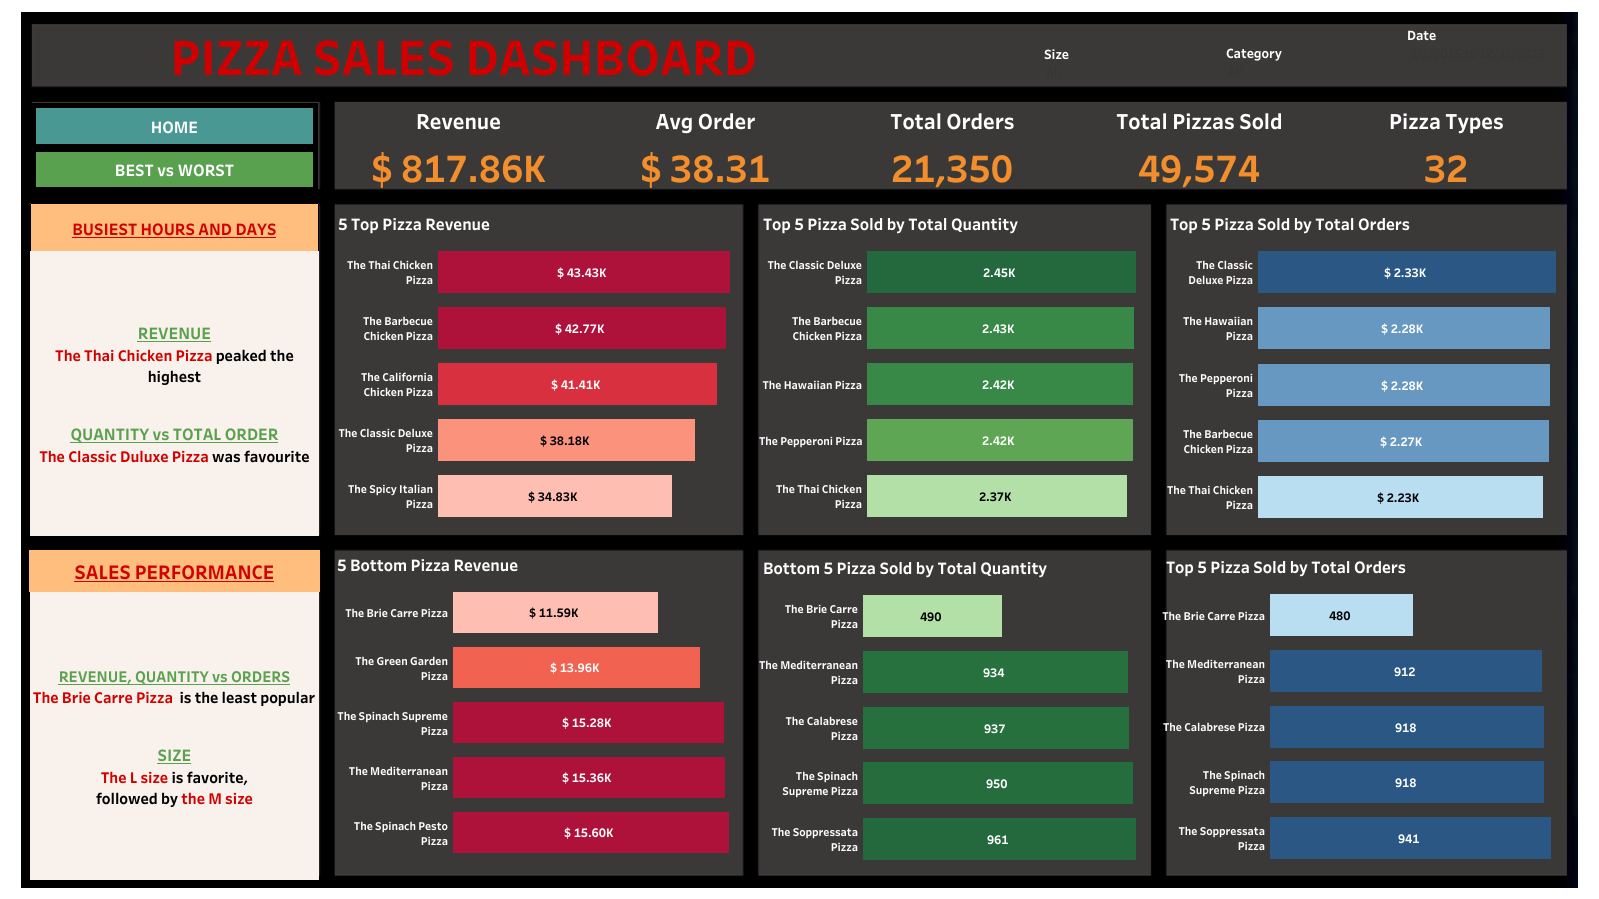 PIZZA SALES DASHBOARD
Size
Category
Date
HOME
BEST vs WORST
Revenue
Avg Order
Total Orders
Total Pizzas Sold
Pizza Types
$ 817.86K
$ 38.31
21,350
49,574
32
BUSIEST HOURS AND DAYS
REVENUE
The Thai Chicken Pizza peaked the
highest
QUANTITY vs TOTAL ORDER
The Classic Duluxe Pizza was favourite
5 Top Pizza Revenue
The Thai Chicken
Pizza
$ 43.43K
The Barbecue
Chicken Pizza
$ 42.77K
The California
Chicken Pizza
$ 41.41K
The Classic Deluxe
Pizza
$ 38.18K
The Spicy Italian
Pizza
$ 34.83K
Top 5 Pizza Sold by Total Quantity
The Classic Deluxe
Pizza
2.45K
The Barbecue
Chicken Pizza
2.43K
The Hawaiian Pizza
2.42K
The Pepperoni Pizza
2.42K
The Thai Chicken
Pizza
2.37K
Top 5 Pizza Sold by Total Orders
The Classic
Deluxe Pizza
$ 2.33K
The Hawaiian
Pizza
$ 2.28K
The Pepperoni
Pizza
$ 2.28K
The Barbecue
Chicken Pizza
$ 2.27K
The Thai Chicken
Pizza
$ 2.23K
SALES PERFORMANCE
REVENUE, QUANTITY vs ORDERS
The Brie Carre Pizza is the least popular
SIZE
The L size is favorite,
followed by the M size
5 Bottom Pizza Revenue
The Brie Carre Pizza
$ 11.59K
The Green Garden
Pizza
$ 13.96K
The Spinach Supreme
Pizza
$ 15.28K
The Mediterranean
Pizza
$ 15.36K
The Spinach Pesto
Pizza
$ 15.60K
Bottom 5 Pizza Sold by Total Quantity
The Brie Carre
Pizza
490
The Mediterranean
Pizza
934
The Calabrese
Pizza
937
The Spinach
Supreme Pizza
950
The Soppressata
Pizza
961
Top 5 Pizza Sold by Total Orders
The Brie Carre Pizza
480
The Mediterranean
Pizza
912
The Calabrese Pizza
918
The Spinach
Supreme Pizza
918
The Soppressata
Pizza
941